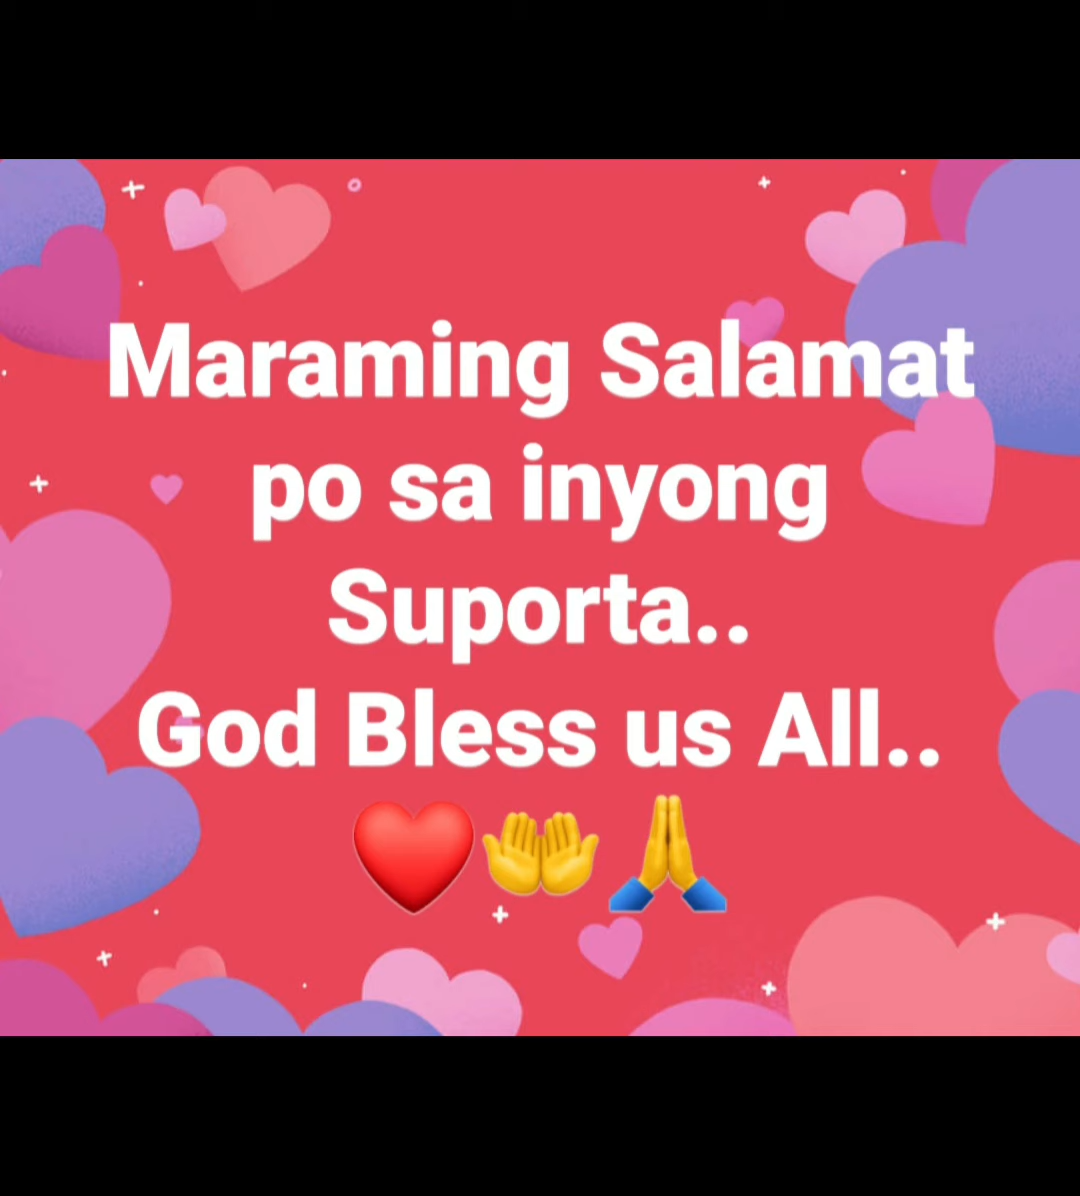 Maraming Salamat
po sa inyong
Suporta..
God Bless us All..
❤️🤲🙏